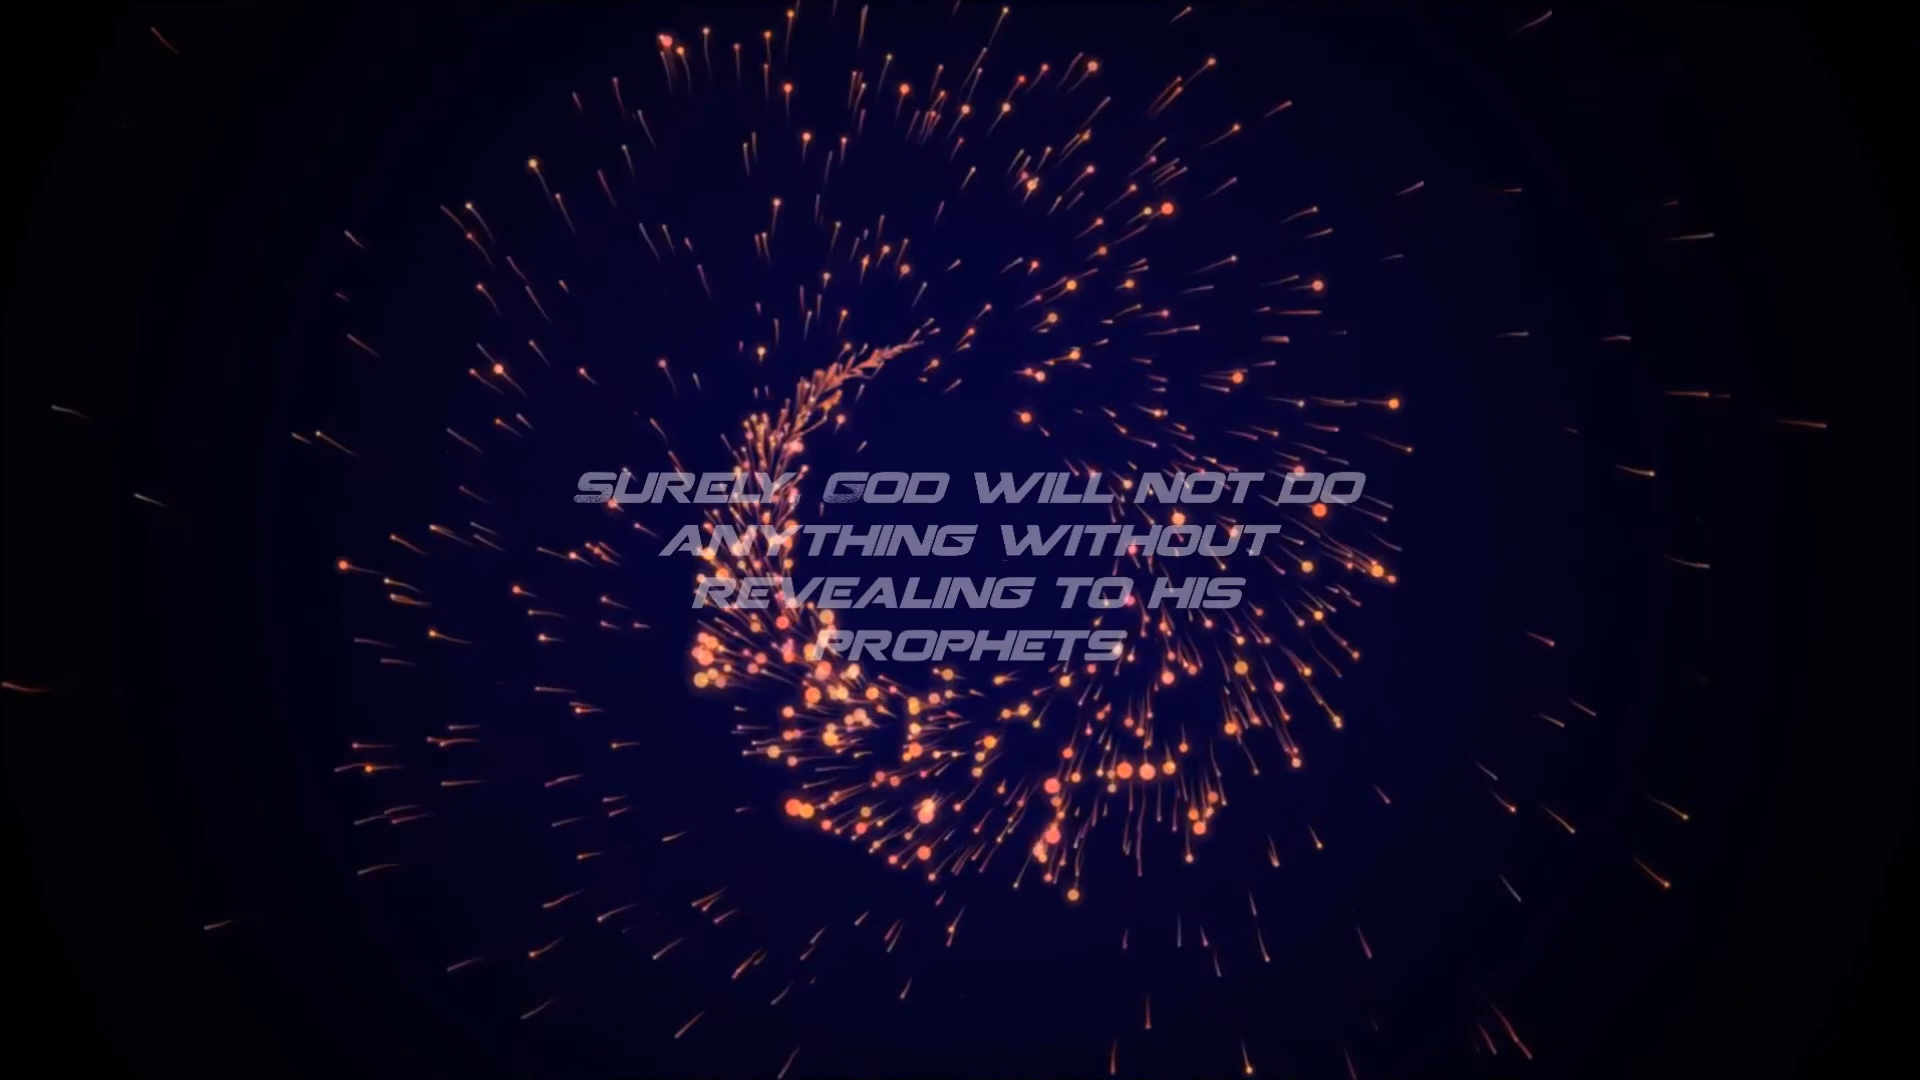 SURELY, GOD WILL NOT DO
ANYTHING WITHOUT
REVEALING TO HIS
PROPHETS